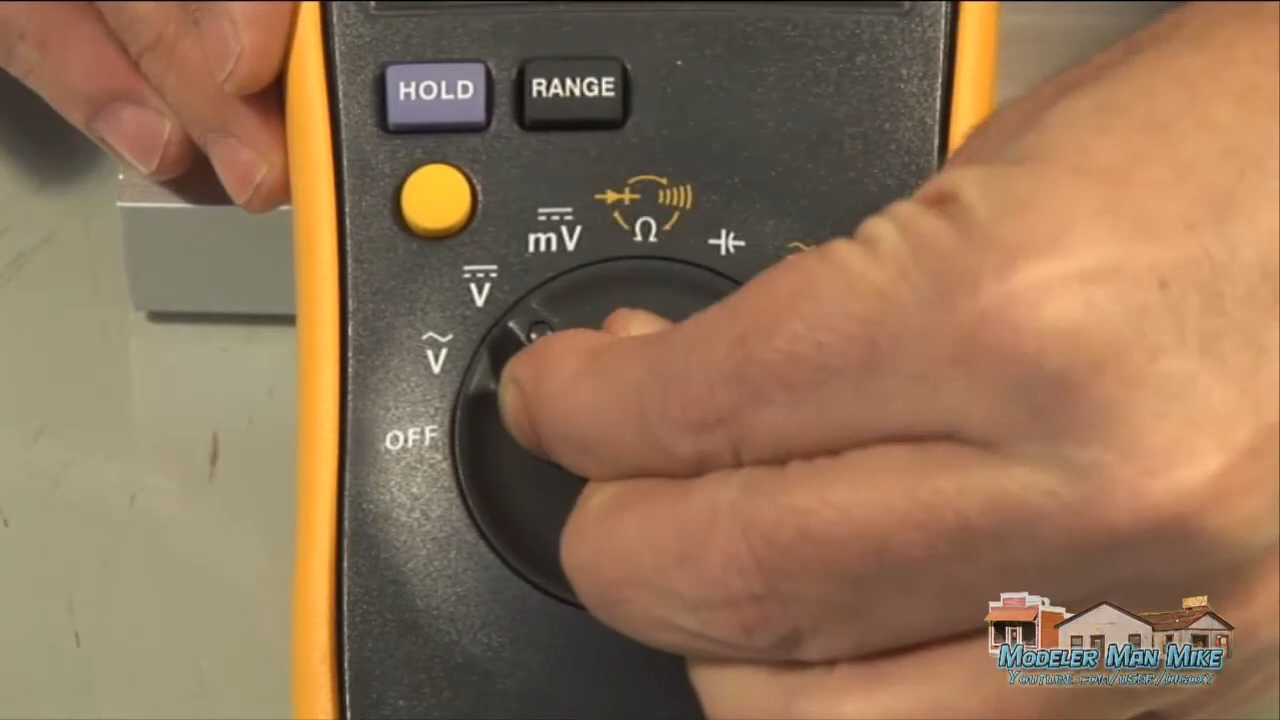 HOLD RANGE
mV
Ω
V
V
OFF
MODELER MAN MIKE